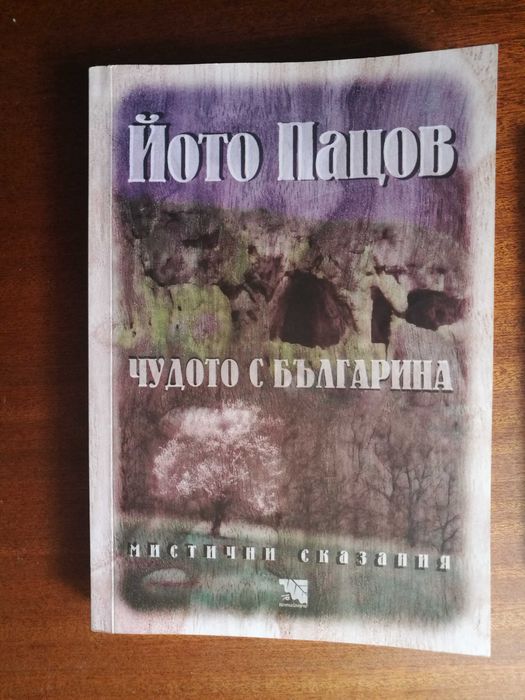 Йото Пацов
ЧУДОТО С БЪЛГАРИНА
МИСТИЧНИ СКАЗАНИЯ